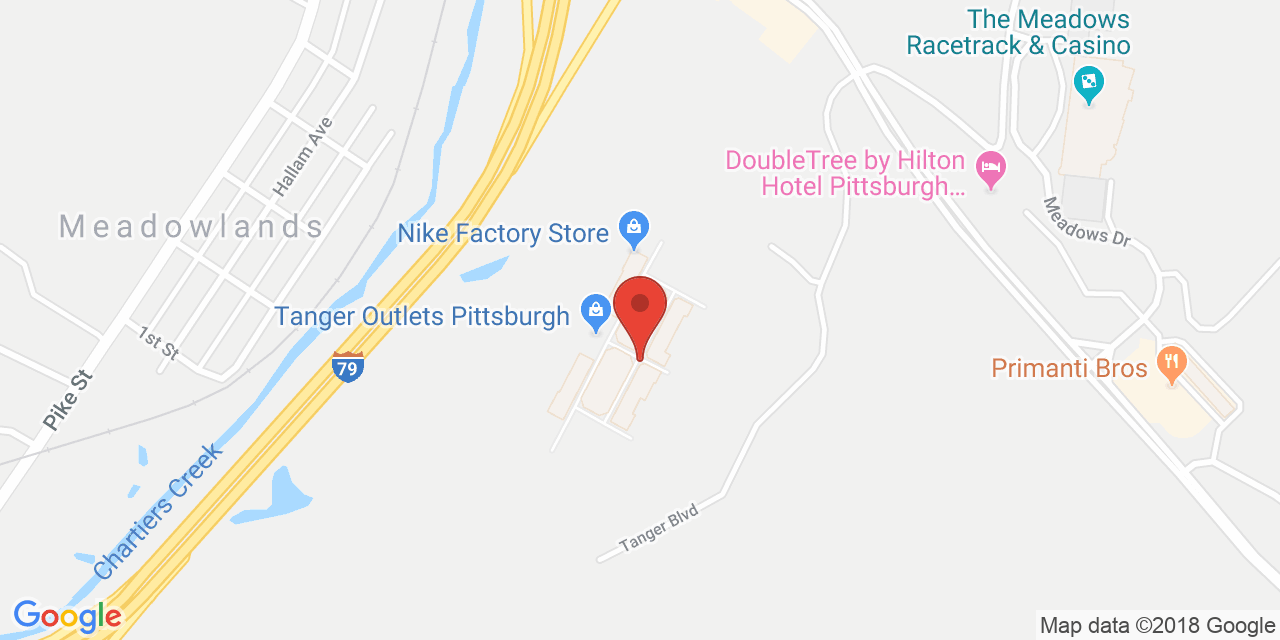 The Meadows
Racetrack & Casino
Hallam Ave
DoubleTree by Hilton
Hotel Pittsburgh...
Meadowlands
Nike Factory Store
Meadows Dr
Tanger Outlets Pittsburgh
1st St
79
Primanti Bros
Pike St
Chartiers Creek
Tanger Blvd
Google
Map data ©2018 Google